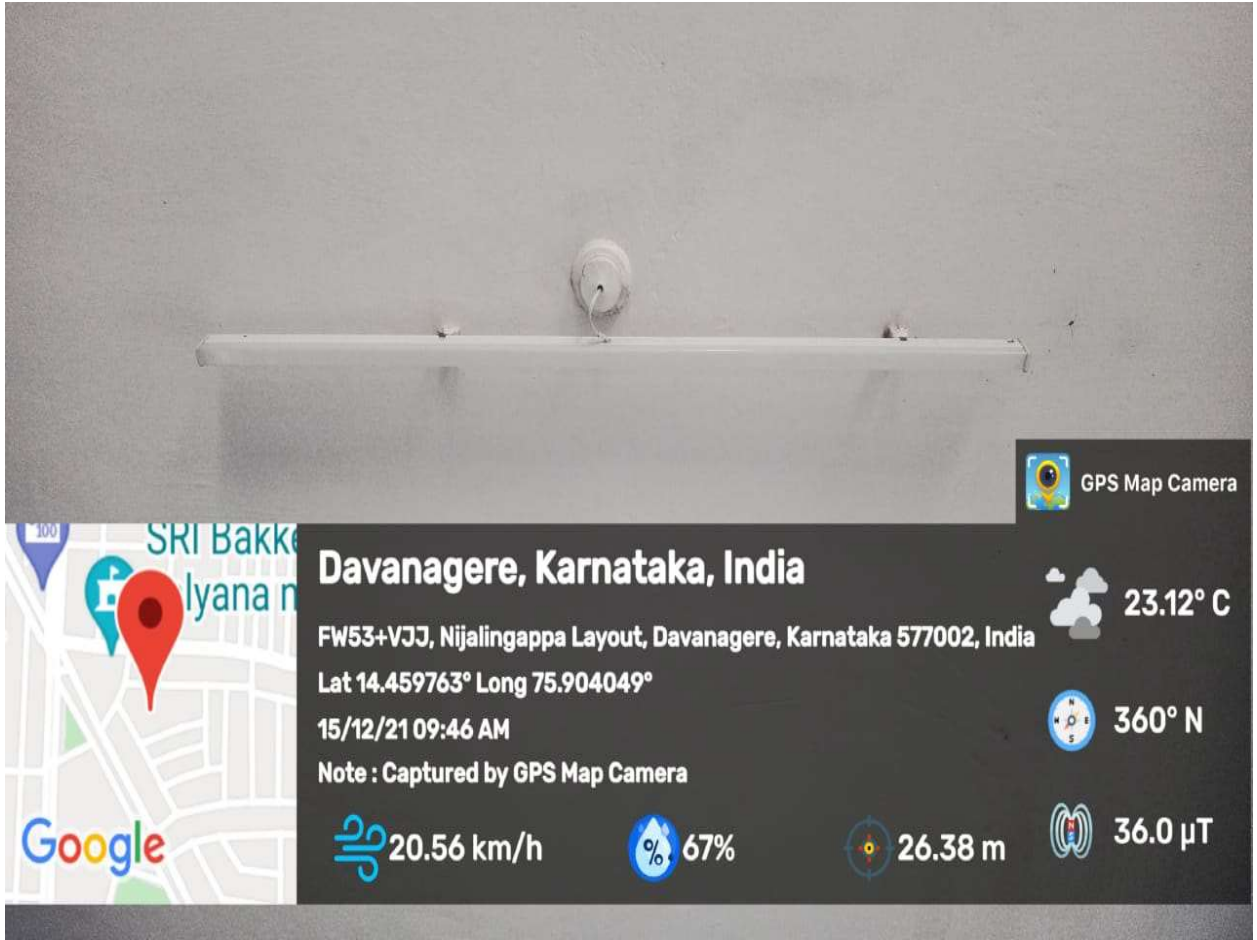 GPS Map Camera
100
SRI Bakke
lyana n
Google
Davanagere, Karnataka, India
FW53+VJJ, Nijalingappa Layout, Davanagere, Karnataka 577002, India
Lat 14.459763° Long 75.904049°
15/12/21 09:46 AM
Note : Captured by GPS Map Camera
23.12° C
360° N
36.0 µT
20.56 km/h
% 67%
26.38 m